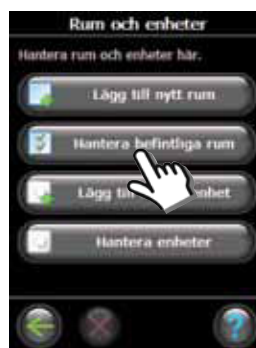 Rum och enheter
Hantera rum och enheter här.
Lägg till nytt rum
Hantera befintliga rum
Lägg till enhet
Hantera enheter
?